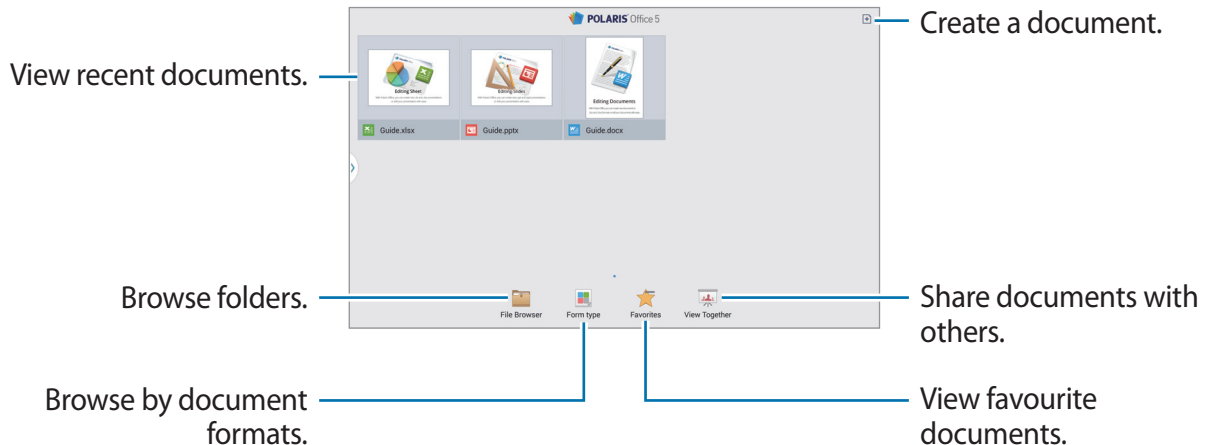 POLARIS Office 5
Create a document.
View recent documents.
Editing Sheet
Editing Slides
Editing Documents
Guide.xlsx
Guide.pptx
Guide.docx
Browse folders.
File Browser
Form type
Favorites
View Together
Share documents with
others.
Browse by document
formats.
View favourite
documents.